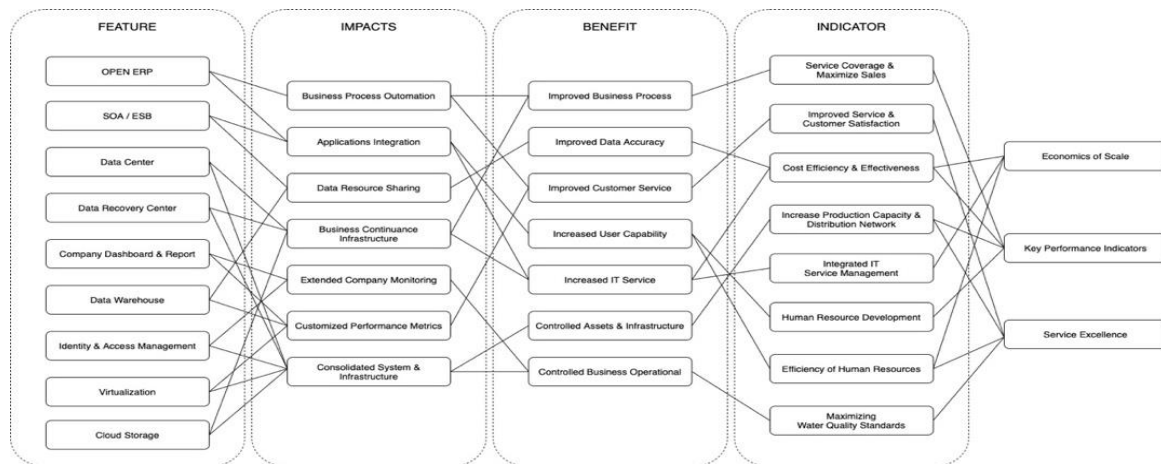 FEATURE
OPEN ERP
SOA / ESB
Data Center
Data Recovery Center
Company Dashboard & Report
Data Warehouse
Identity & Access Management
Virtualization
Cloud Storage
IMPACTS
Business Process Outomation
Applications Integration
Data Resource Sharing
Business Continuance
Infrastructure
Extended Company Monitoring
Customized Performance Metrics
Consolidated System &
Infrastructure
BENEFIT
Improved Business Process
Improved Data Accuracy
Improved Customer Service
Increased User Capability
Increased IT Service
Controlled Assets & Infrastructure
Controlled Business Operational
INDICATOR
Service Coverage &
Maximize Sales
Improved Service &
Customer Satisfaction
Cost Efficiency & Effectiveness
Increase Production Capacity &
Distribution Network
Integrated IT
Service Management
Human Resource Development
Efficiency of Human Resources
Maximizing
Water Quality Standards
Economics of Scale
Key Performance Indicators
Service Excellence